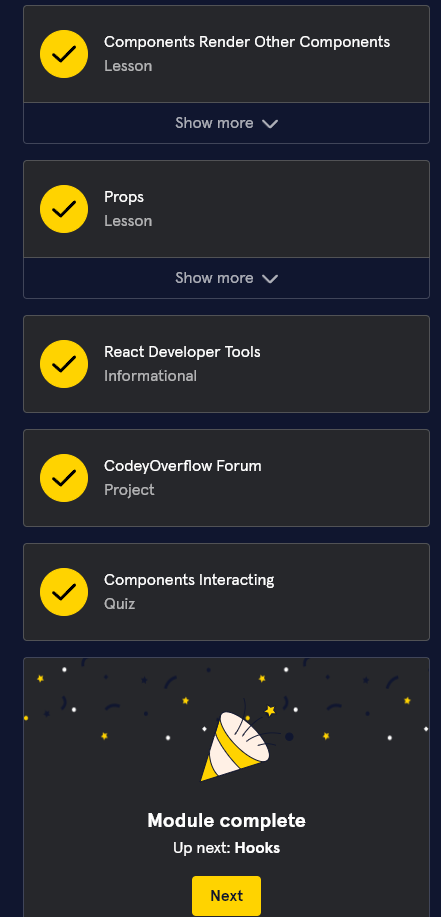 Components Render Other Components
Lesson
Show more
Props
Lesson
Show more
React Developer Tools
Informational
CodeyOverflow Forum
Project
Components Interacting
Quiz
Module complete
Up next: Hooks
Next